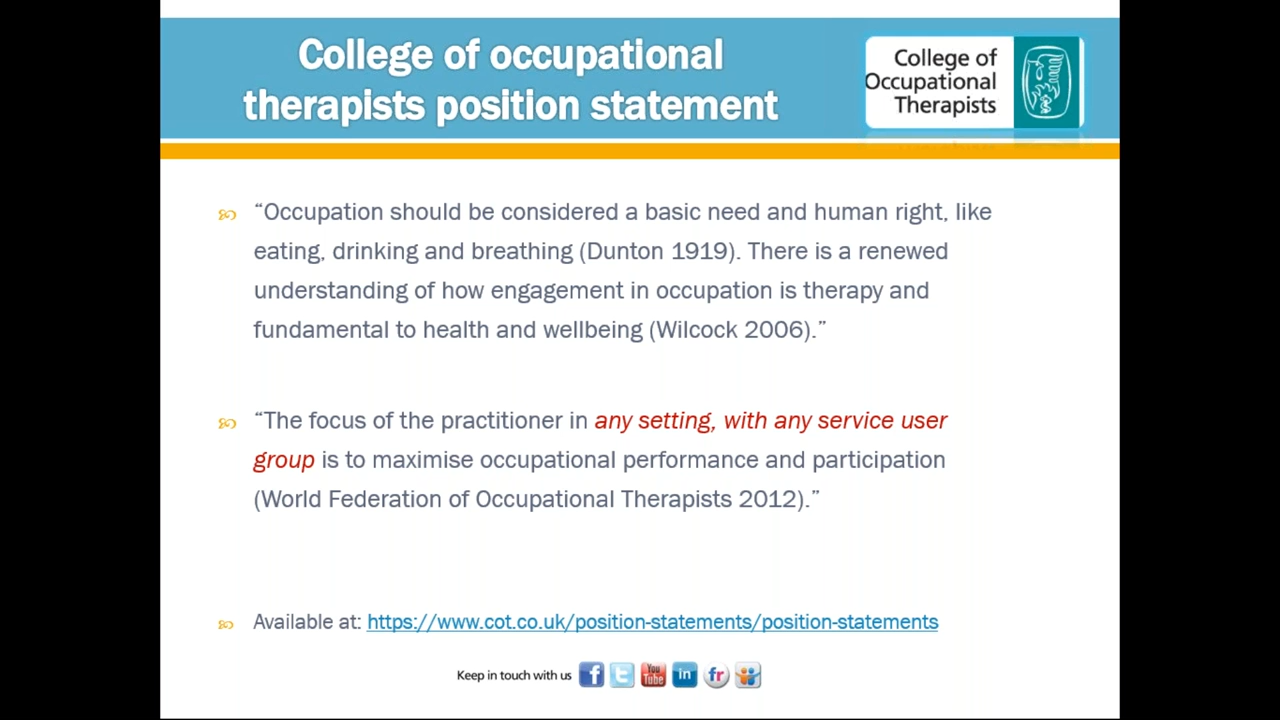 College of occupational
therapists position statement
College of
Occupational
Therapists
“Occupation should be considered a basic need and human right, like
eating, drinking and breathing (Dunton 1919). There is a renewed
understanding of how engagement in occupation is therapy and
fundamental to health and wellbeing (Wilcock 2006).”
“The focus of the practitioner in any setting, with any service user
group is to maximise occupational performance and participation
(World Federation of Occupational Therapists 2012).”
Available at: https://www.cot.co.uk/position-statements/position-statements
Keep in touch with us f t You Tube in fr